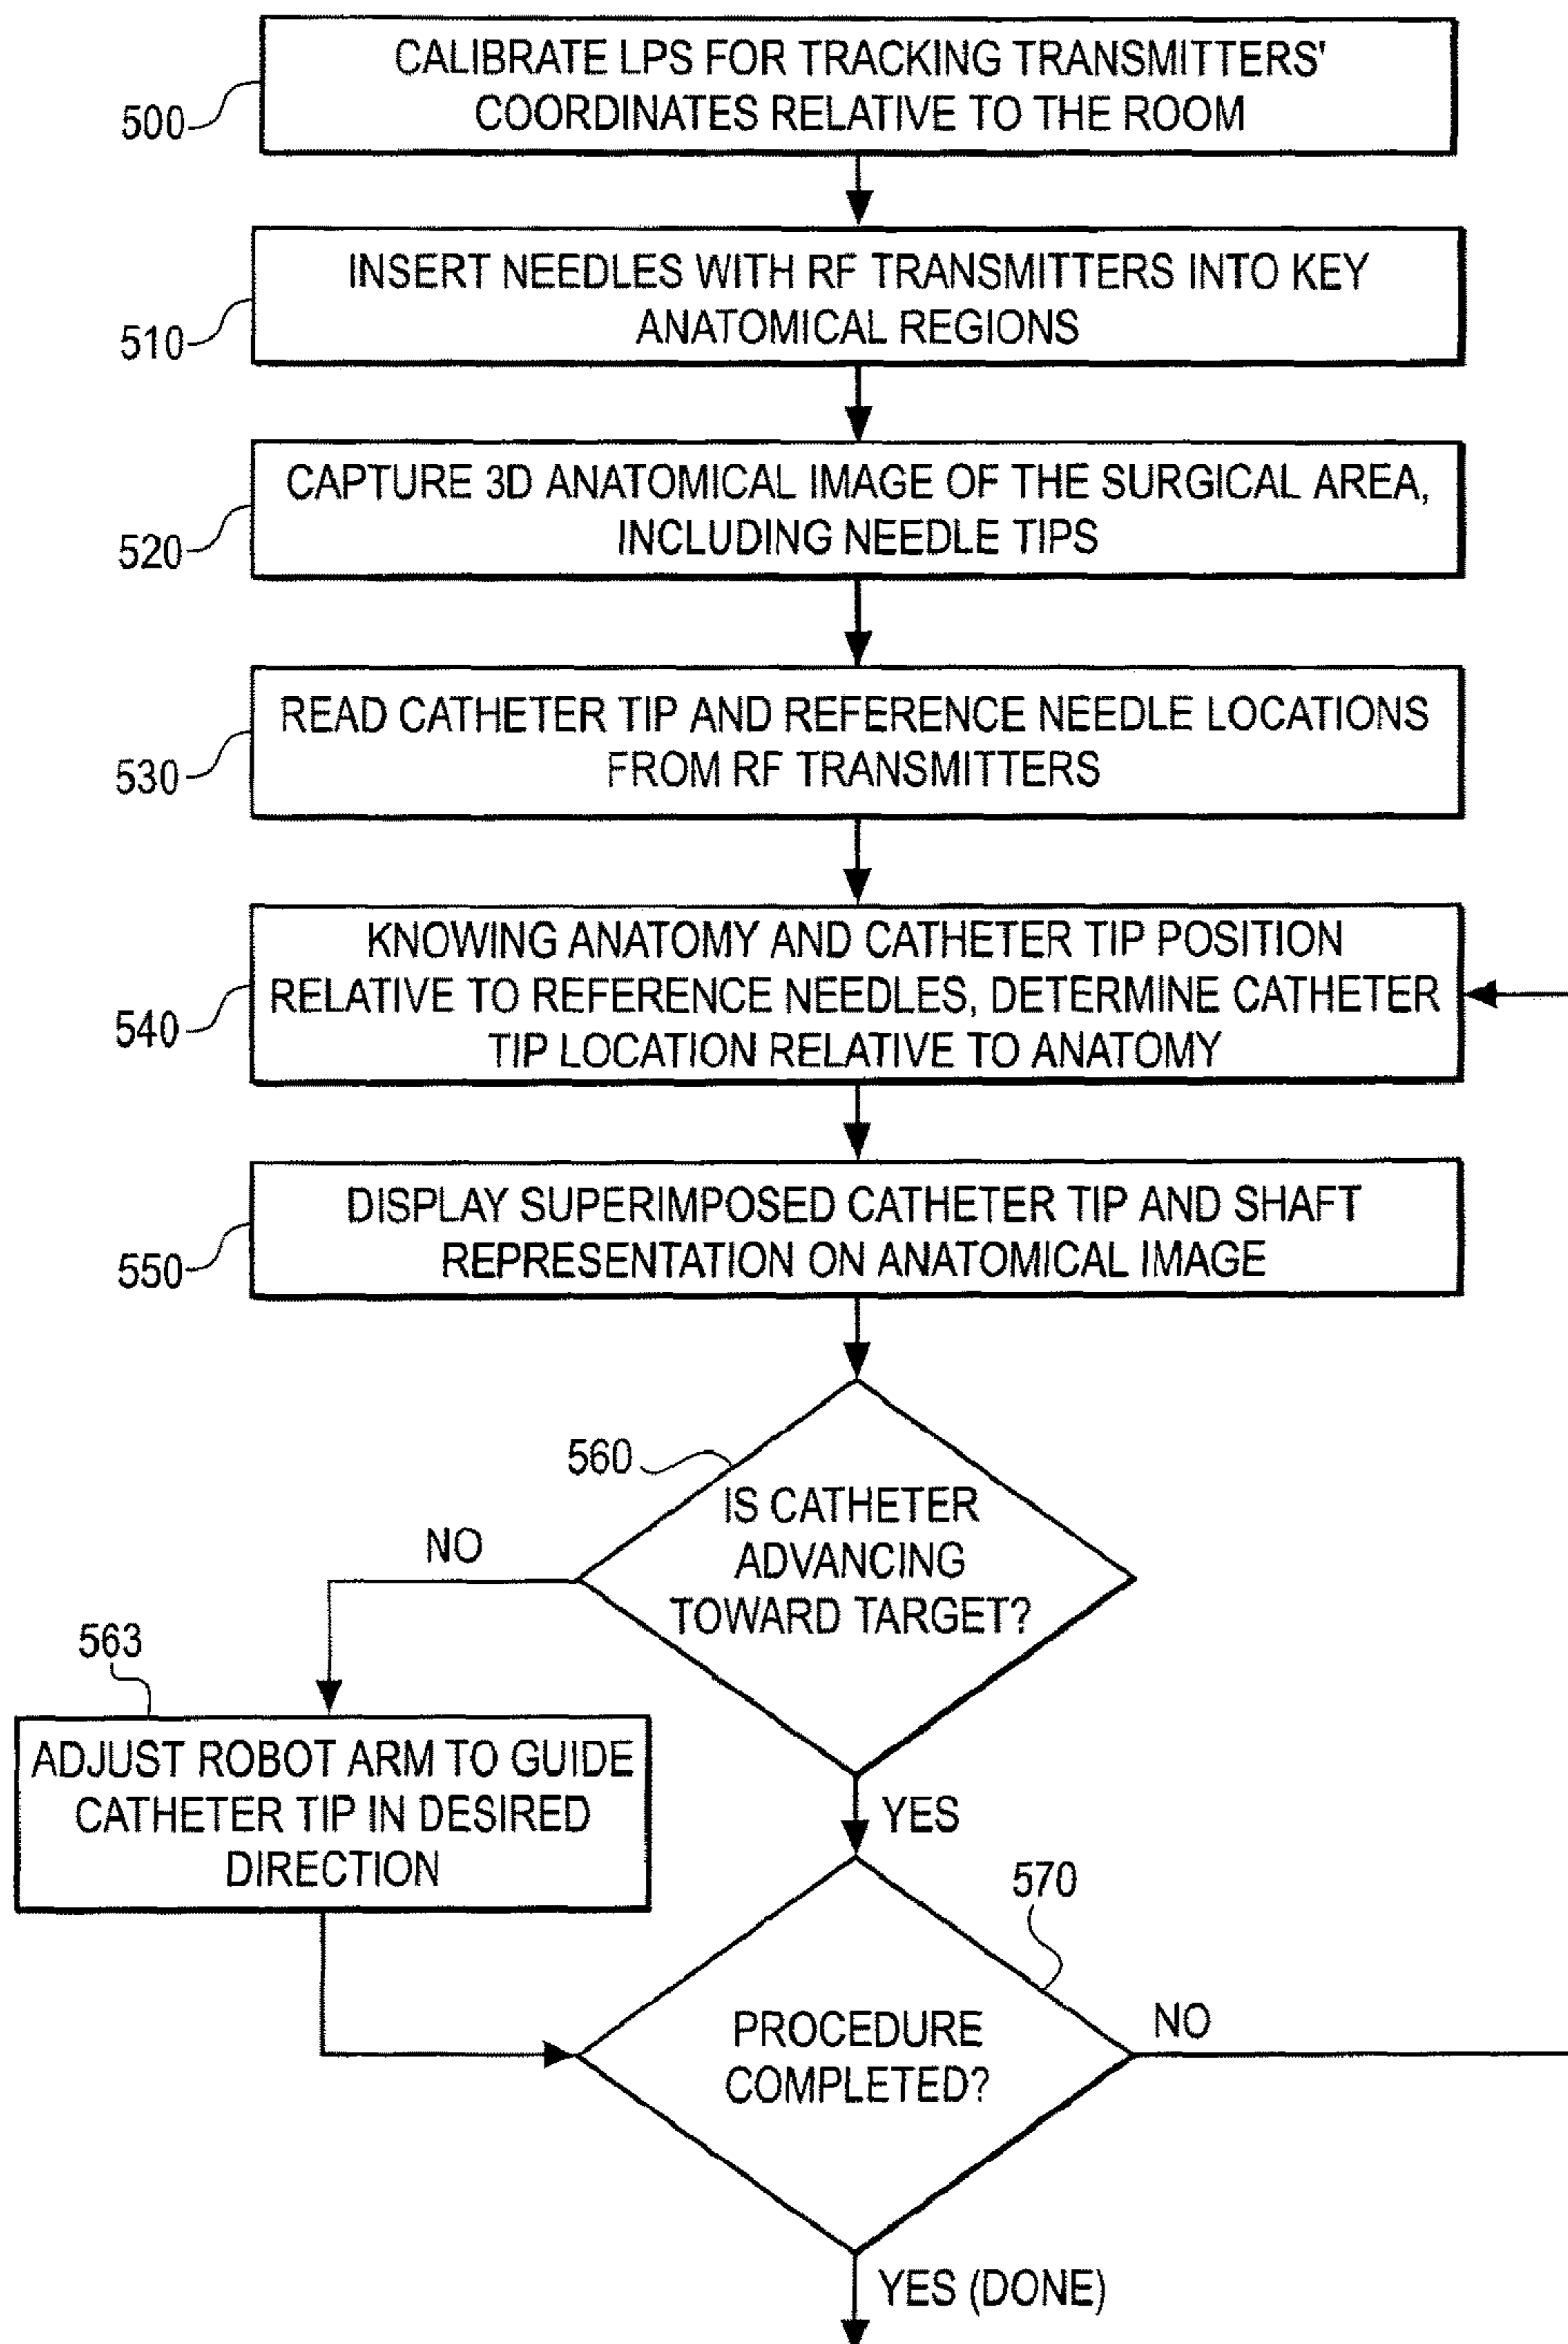 CALIBRATE LPS FOR TRACKING TRANSMITTERS'
COORDINATES RELATIVE TO THE ROOM
500
INSERT NEEDLES WITH RF TRANSMITTERS INTO KEY
ANATOMICAL REGIONS
510
CAPTURE 3D ANATOMICAL IMAGE OF THE SURGICAL AREA,
INCLUDING NEEDLE TIPS
520
READ CATHETER TIP AND REFERENCE NEEDLE LOCATIONS
FROM RF TRANSMITTERS
530
KNOWING ANATOMY AND CATHETER TIP POSITION
RELATIVE TO REFERENCE NEEDLES, DETERMINE CATHETER
TIP LOCATION RELATIVE TO ANATOMY
540
DISPLAY SUPERIMPOSED CATHETER TIP AND SHAFT
REPRESENTATION ON ANATOMICAL IMAGE
550
560
IS CATHETER
ADVANCING
TOWARD TARGET?
NO
563
ADJUST ROBOT ARM TO GUIDE
CATHETER TIP IN DESIRED
DIRECTION
YES
570
PROCEDURE
COMPLETED?
NO
YES (DONE)